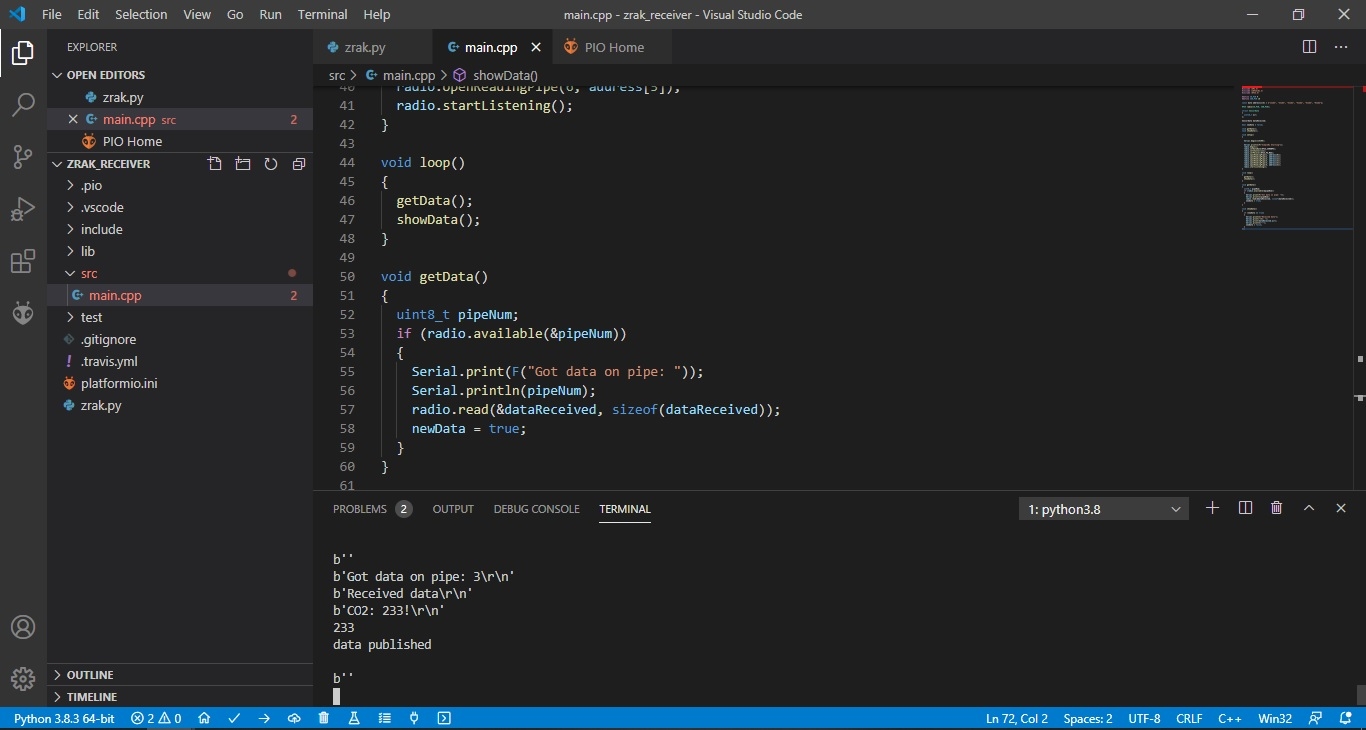 File Edit Selection View Go Run Terminal Help
main.cpp - zrak_receiver - Visual Studio Code
EXPLORER
OPEN EDITORS
zrak.py
main.cpp src 2
PIO Home
ZRAK_RECEIVER
.pio
.vscode
include
lib
src
main.cpp 2
test
.gitignore
.travis.yml
platformio.ini
zrak.py
OUTLINE
TIMELINE
zrak.py main.cpp PIO Home
src > main.cpp > showData()
40 radio.openReadingPipe(6, address[5]);
41 radio.startListening();
42 }
43
44 void loop()
45 {
46 getData();
47 showData();
48 }
49
50 void getData()
51 {
52 uint8_t pipeNum;
53 if (radio.available(&pipeNum))
54 {
55 Serial.print(F("Got data on pipe: "));
56 Serial.println(pipeNum);
57 radio.read(&dataReceived, sizeof(dataReceived));
58 newData = true;
59 }
60 }
61
PROBLEMS 2 OUTPUT DEBUG CONSOLE TERMINAL 1: python3.8
b''
b'Got data on pipe: 3\r\n'
b'Received data\r\n'
b'CO2: 233!\r\n'
233
data published
b''
Python 3.8.3 64-bit 2 0 Ln 72, Col 2 Spaces: 2 UTF-8 CRLF C++ Win32